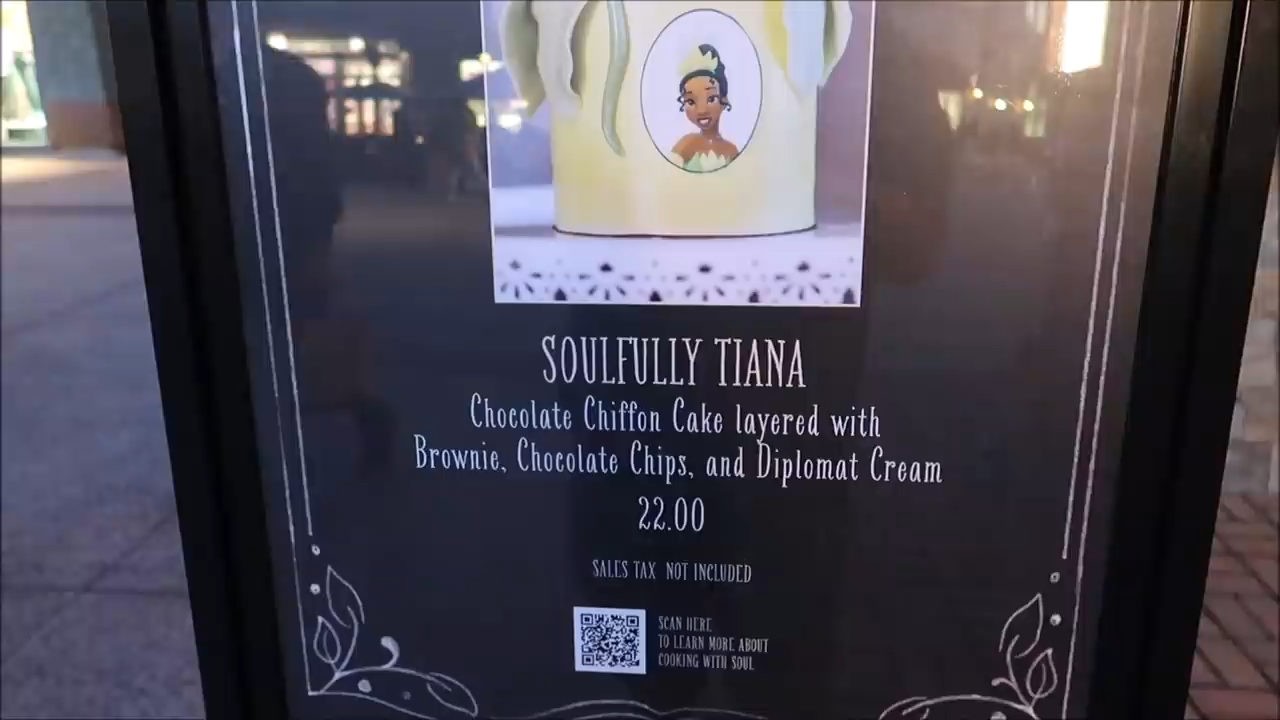 SOULFULLY TIANA
Chocolate Chiffon Cake layered with
Brownie, Chocolate Chips, and Diplomat Cream
22.00
SALES TAX NOT INCLUDED
SCAN HERE
TO LEARN MORE ABOUT
COOKING WITH SOUL